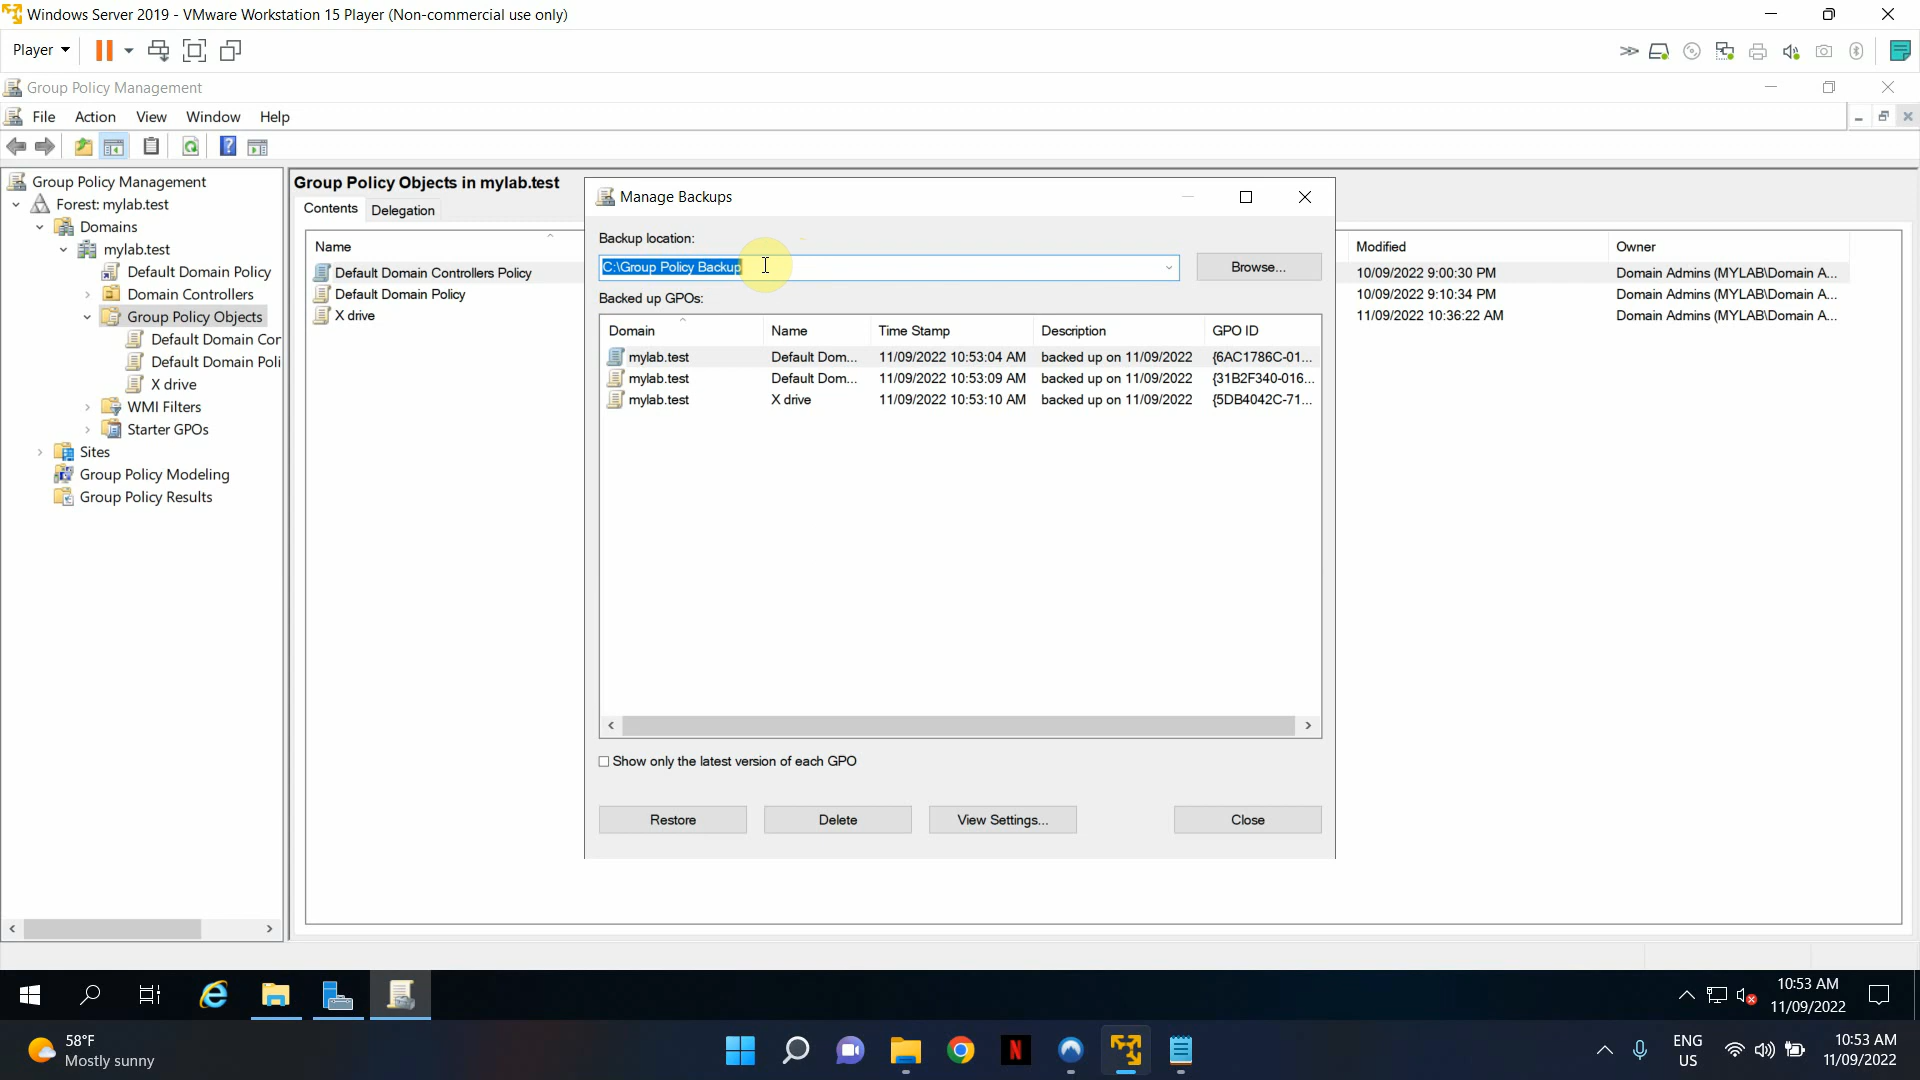 Windows Server 2019 - VMware Workstation 15 Player (Non-commercial use only)
Player
Group Policy Management
File Action View Window Help
Group Policy Management
Forest: mylab.test
Domains
mylab.test
Default Domain Policy
Domain Controllers
Group Policy Objects
Default Domain Cor
Default Domain Poli
X drive
WMI Filters
Starter GPOs
Sites
Group Policy Modeling
Group Policy Results
Group Policy Objects in mylab.test
Contents Delegation
Name
Default Domain Controllers Policy
Default Domain Policy
X drive
Manage Backups
Backup location:
C:\Group Policy Backup
Browse...
Backed up GPOs:
Domain Name Time Stamp Description GPO ID
mylab.test Default Dom... 11/09/2022 10:53:04 AM backed up on 11/09/2022 {6AC1786C-01...
mylab.test Default Dom... 11/09/2022 10:53:09 AM backed up on 11/09/2022 {31B2F340-016...
mylab.test X drive 11/09/2022 10:53:10 AM backed up on 11/09/2022 {5DB4042C-71...
Show only the latest version of each GPO
Restore Delete View Settings... Close
Modified Owner
10/09/2022 9:00:30 PM Domain Admins (MYLAB\Domain A...
10/09/2022 9:10:34 PM Domain Admins (MYLAB\Domain A...
11/09/2022 10:36:22 AM Domain Admins (MYLAB\Domain A...
10:53 AM
11/09/2022
58°F
Mostly sunny
N
ENG
US
10:53 AM
11/09/2022